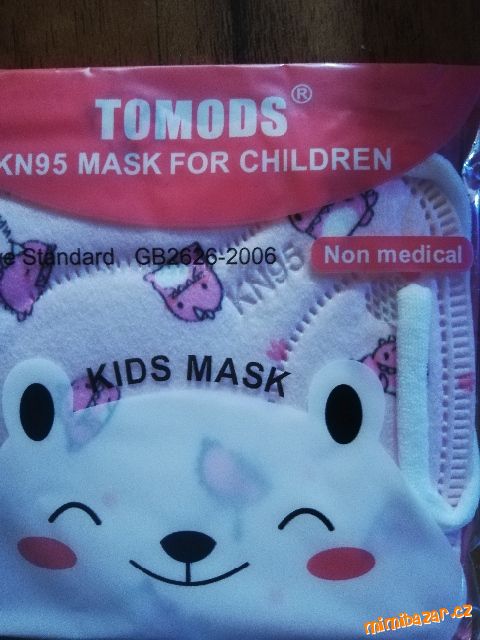 TOMODS®
KN95 MASK FOR CHILDREN
Standard GB2626-2006
Non medical
KN95
KIDS MASK
mimibazar.cz